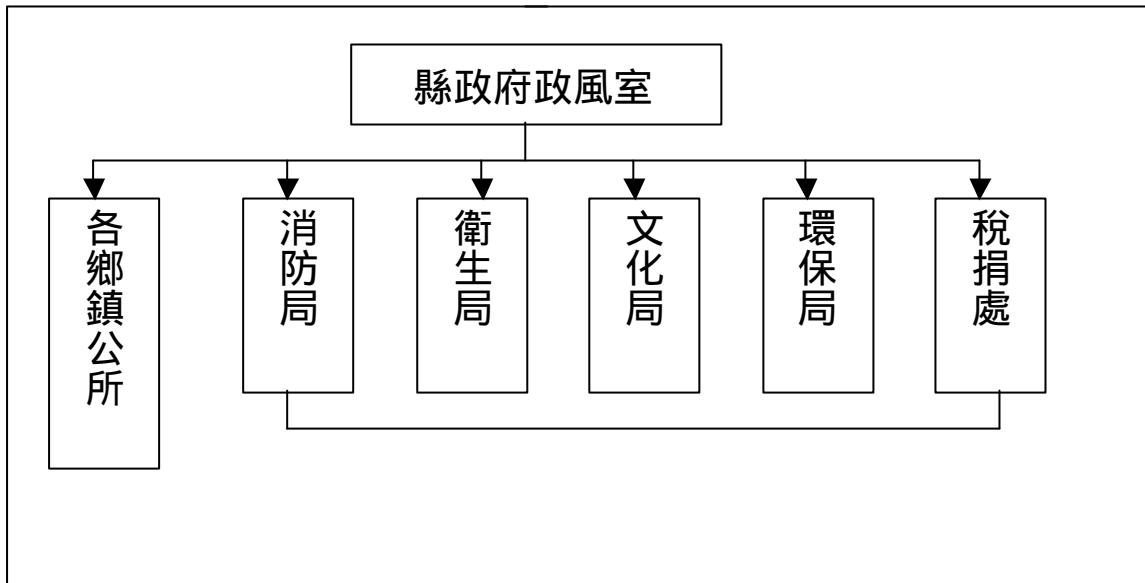 縣政府政風室
各鄉鎮公所
消防局
衛生局
文化局
環保局
稅捐處